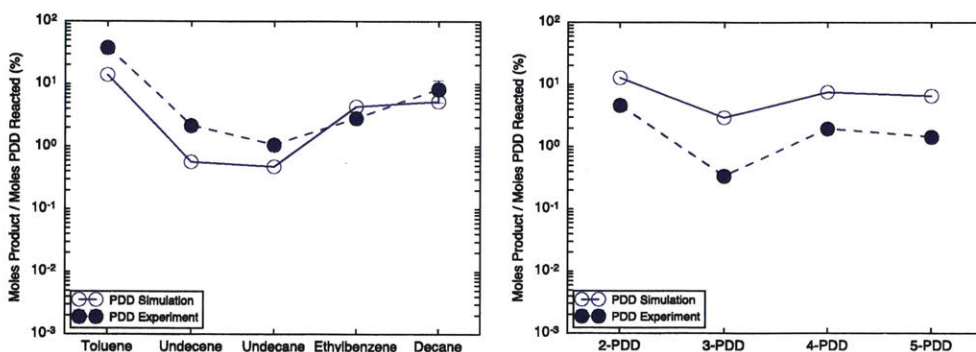 Moles Product / Moles PDD Reacted (%)
10²
10¹
10⁰
10⁻¹
10⁻²
10⁻³
PDD Simulation
PDD Experiment
Toluene Undecene Undecane Ethylbenzene Decane
Moles Product / Moles PDD Reacted (%)
10²
10¹
10⁰
10⁻¹
10⁻²
10⁻³
PDD Simulation
PDD Experiment
2-PDD 3-PDD 4-PDD 5-PDD